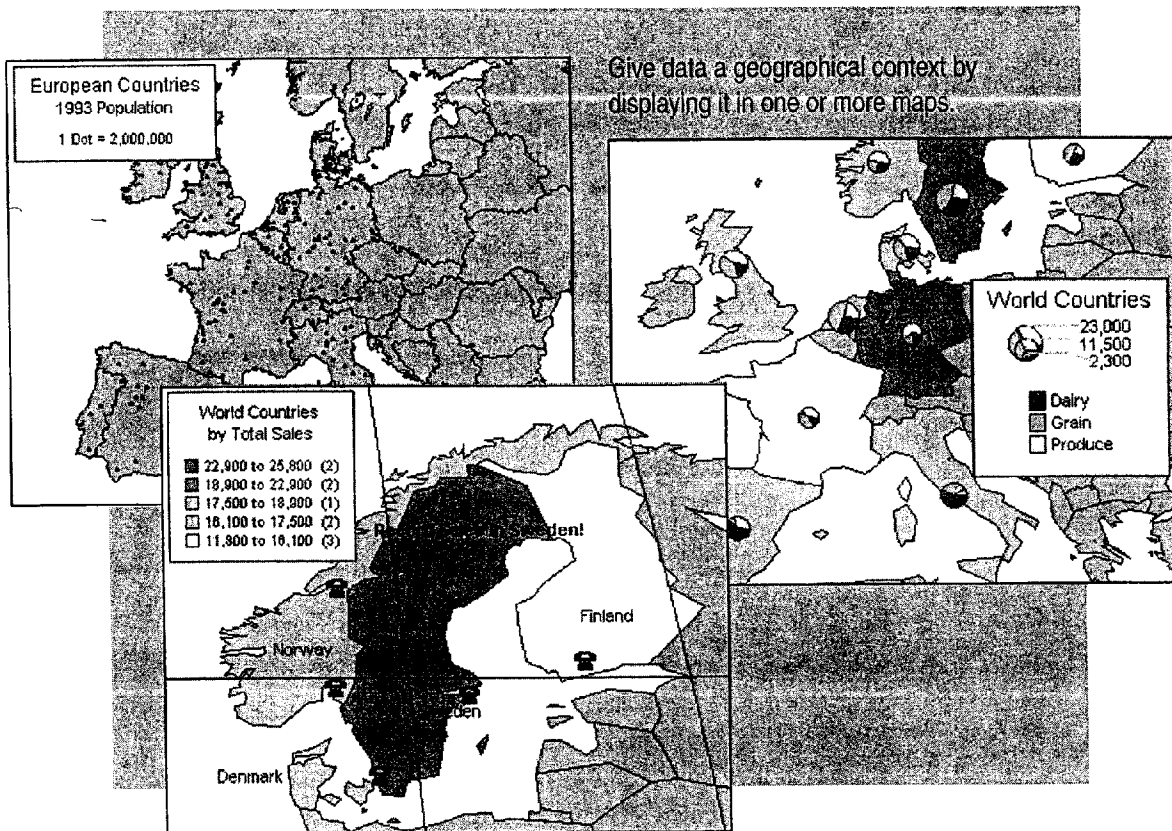 Give data a geographical context by
displaying it in one or more maps.
European Countries
1993 Population
1 Dot = 2,000,000
World Countries
23,000
11,500
2,300
Dairy
Grain
Produce
World Countries
by Total Sales
22,900 to 25,800 (2)
18,900 to 22,900 (2)
17,500 to 18,900 (1)
16,100 to 17,500 (2)
11,800 to 16,100 (3)
Finland
Norway
Denmark